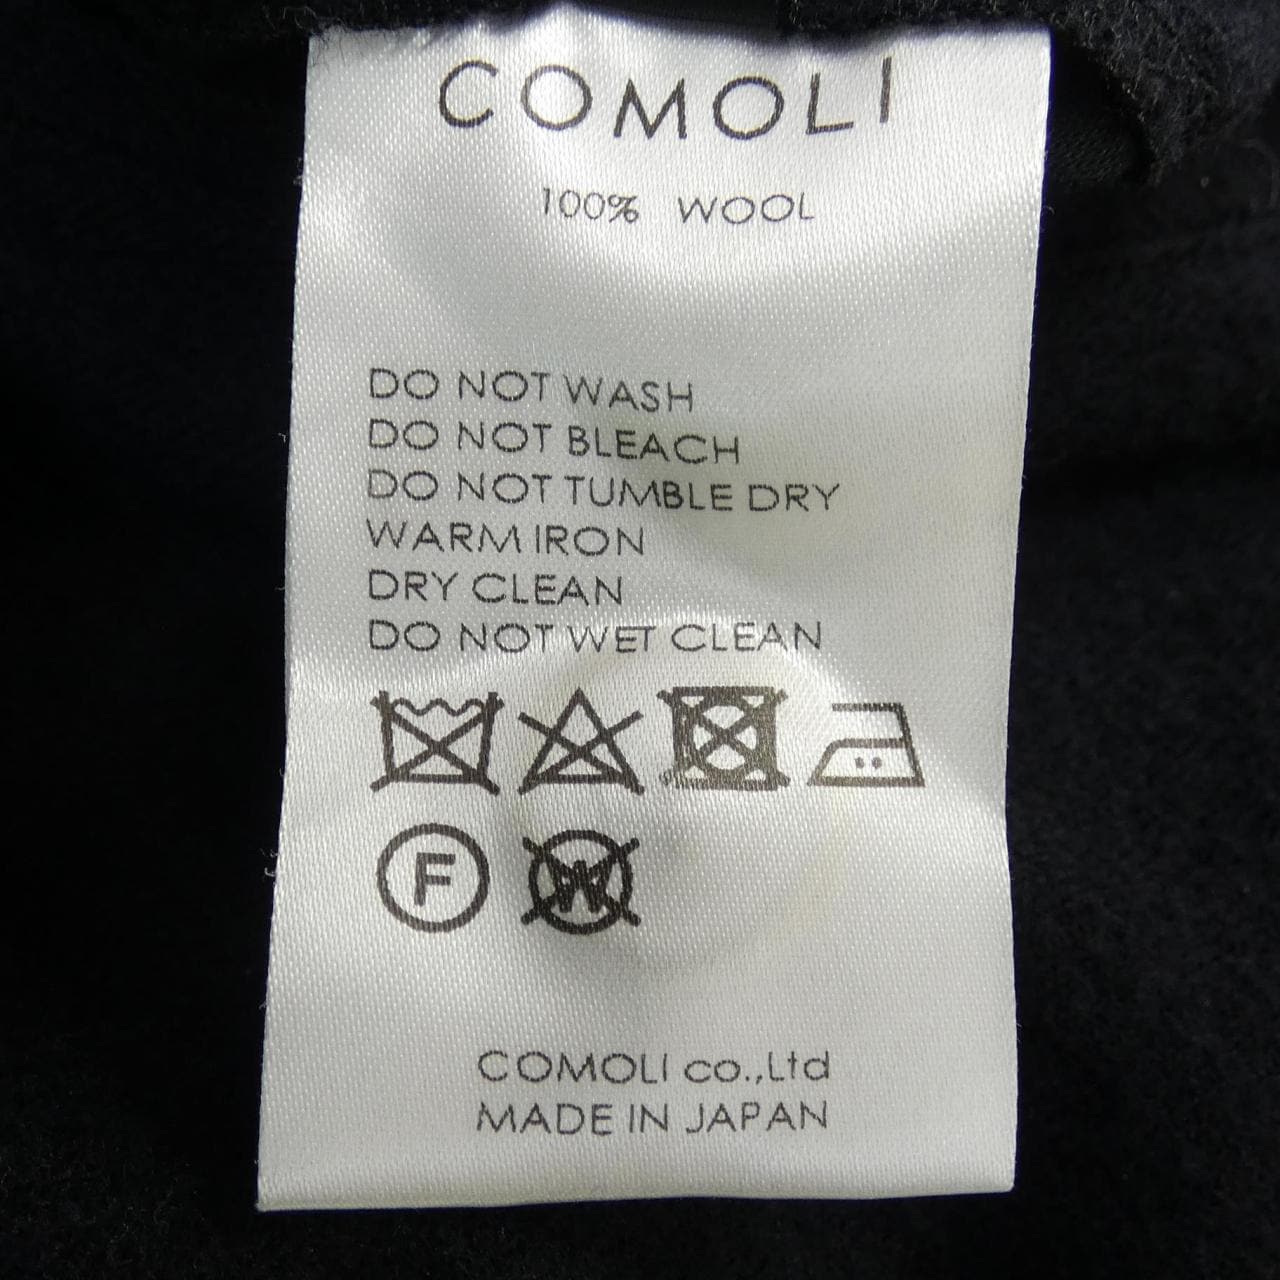 COMOLI
100% WOOL
DO NOT WASH
DO NOT BLEACH
DO NOT TUMBLE DRY
WARM IRON
DRY CLEAN
DO NOT WET CLEAN
F W
COMOLI co.,Ltd
MADE IN JAPAN